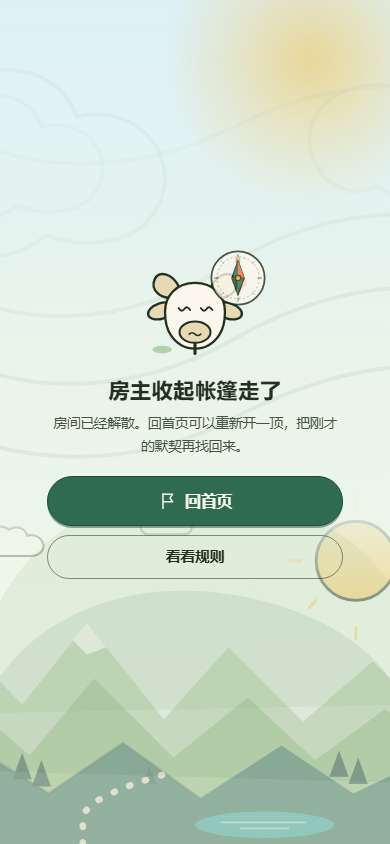 房主收起帐篷走了
房间已经解散。回首页可以重新开一顶，把刚才
的默契再找回来。
回首页
看看规则